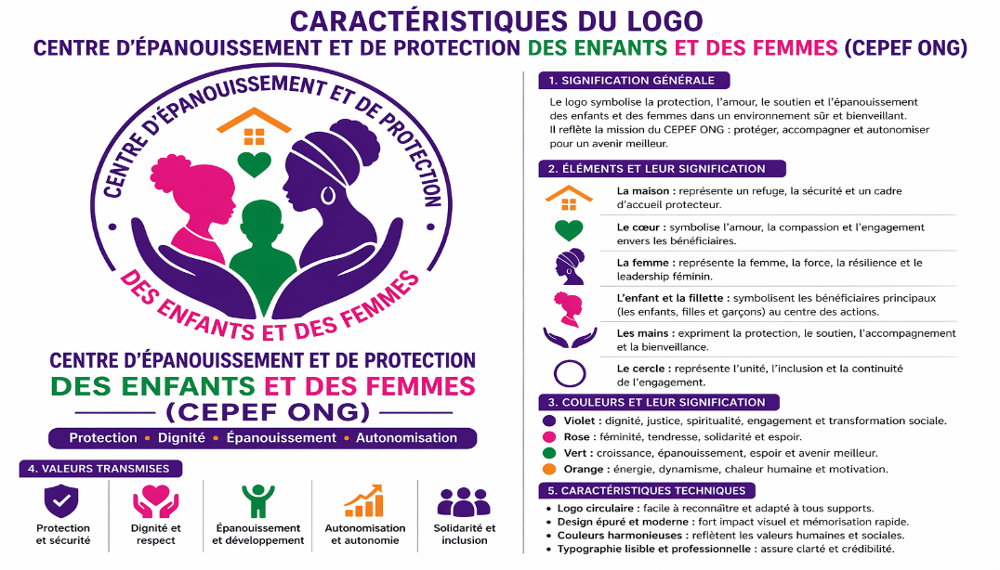 CARACTÉRISTIQUES DU LOGO
CENTRE D'ÉPANOUISSEMENT ET DE PROTECTION DES ENFANTS ET DES FEMMES (CEPEF ONG)
CENTRE D'ÉPANOUISSEMENT ET DE PROTECTION
DES ENFANTS ET DES FEMMES
CENTRE D'ÉPANOUISSEMENT ET DE PROTECTION
DES ENFANTS ET DES FEMMES
(CEPEF ONG)
Protection • Dignité • Épanouissement • Autonomisation
4. VALEURS TRANSMISES
Protection
et sécurité
Dignité et
respect
Épanouissement
et développement
Autonomisation
et autonomie
Solidarité et
inclusion
1. SIGNIFICATION GÉNÉRALE
Le logo symbolise la protection, l'amour, le soutien et l'épanouissement
des enfants et des femmes dans un environnement sûr et bienveillant.
Il reflète la mission du CEPEF ONG : protéger, accompagner et autonomiser
pour un avenir meilleur.
2. ÉLÉMENTS ET LEUR SIGNIFICATION
La maison : représente un refuge, la sécurité et un cadre
d'accueil protecteur.
Le cœur : symbolise l'amour, la compassion et l'engagement
envers les bénéficiaires.
La femme : représente la femme, la force, la résilience et le
leadership féminin.
L'enfant et la fillette : symbolisent les bénéficiaires principaux
(les enfants, filles et garçons) au centre des actions.
Les mains : expriment la protection, le soutien, l'accompagnement
et la bienveillance.
Le cercle : représente l'unité, l'inclusion et la continuité
de l'engagement.
3. COULEURS ET LEUR SIGNIFICATION
Violet : dignité, justice, spiritualité, engagement et transformation sociale.
Rose : féminité, tendresse, solidarité et espoir.
Vert : croissance, épanouissement, espoir et avenir meilleur.
Orange : énergie, dynamisme, chaleur humaine et motivation.
5. CARACTÉRISTIQUES TECHNIQUES
• Logo circulaire : facile à reconnaître et adapté à tous supports.
• Design épuré et moderne : fort impact visuel et mémorisation rapide.
• Couleurs harmonieuses : reflètent les valeurs humaines et sociales.
• Typographie lisible et professionnelle : assure clarté et crédibilité.